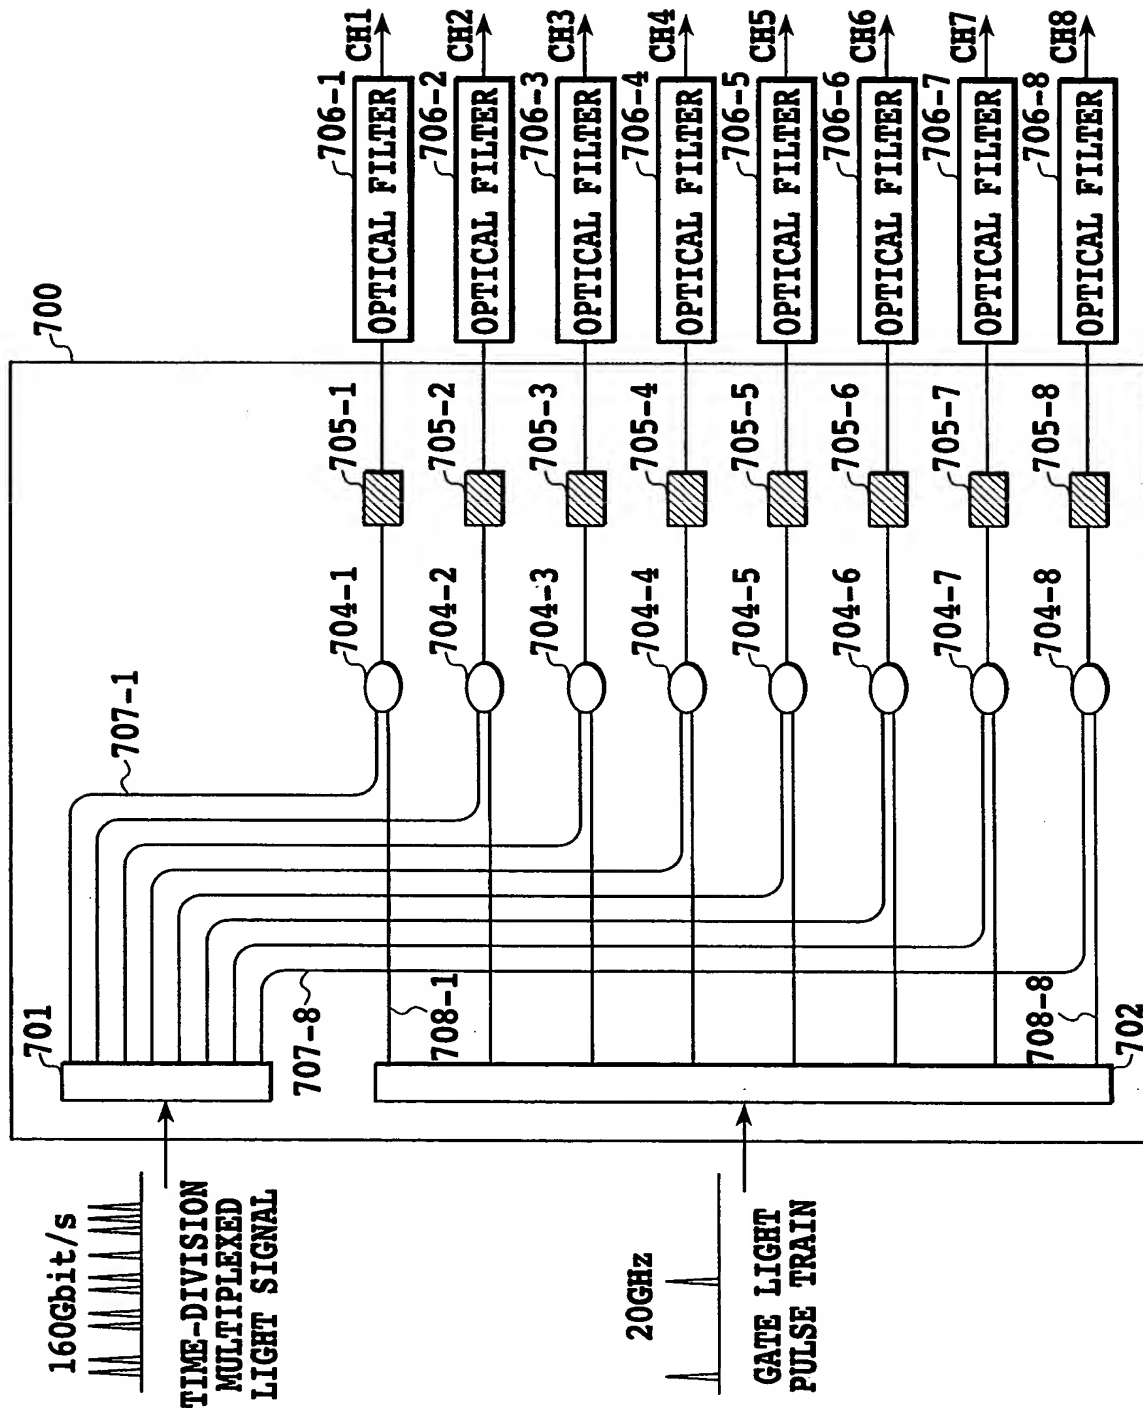 160Gbit/s
TIME-DIVISION
MULTIPLEXED
LIGHT SIGNAL
20GHz
GATE LIGHT
PULSE TRAIN
700
701
702
707-1
707-8
708-1
708-8
704-1
704-2
704-3
704-4
704-5
704-6
704-7
704-8
705-1
705-2
705-3
705-4
705-5
705-6
705-7
705-8
706-1
OPTICAL FILTER
CH1
706-2
OPTICAL FILTER
CH2
706-3
OPTICAL FILTER
CH3
706-4
OPTICAL FILTER
CH4
706-5
OPTICAL FILTER
CH5
706-6
OPTICAL FILTER
CH6
706-7
OPTICAL FILTER
CH7
706-8
OPTICAL FILTER
CH8